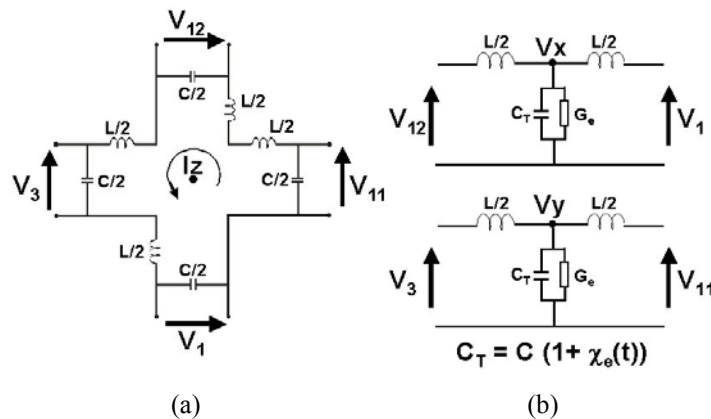 V12
C/2
L/2
L/2
L/2
V3
C/2
Iz
C/2
V11
L/2
C/2
V1
(a)
L/2
Vx
L/2
V12
CT
Ge
V1
L/2
Vy
L/2
V3
CT
Ge
V11
CT = C (1+ χe(t))
(b)